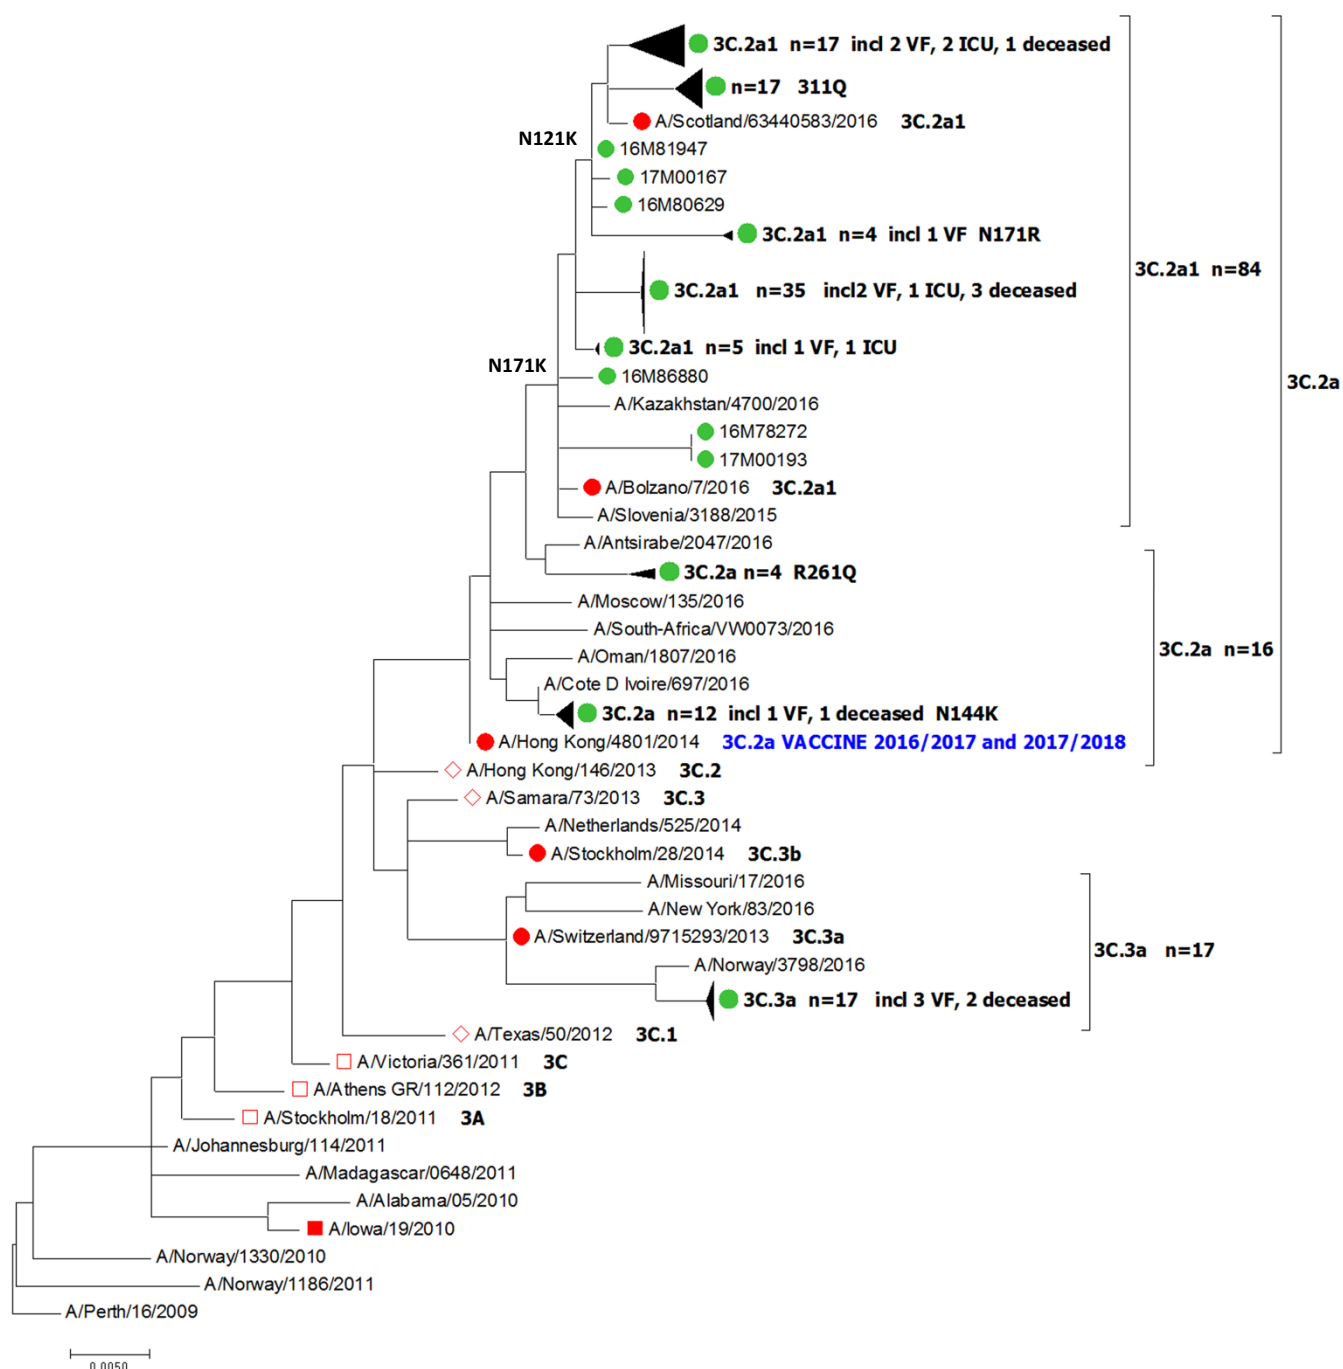 3C.2a1 n=17 incl 2 VF, 2 ICU, 1 deceased
n=17 311Q
A/Scotland/63440583/2016 3C.2a1
N121K
16M81947
17M00167
16M80629
3C.2a1 n=4 incl 1 VF N171R
3C.2a1 n=84
3C.2a1 n=35 incl2 VF, 1 ICU, 3 deceased
3C.2a1 n=5 incl 1 VF, 1 ICU
N171K
16M86880
3C.2a
A/Kazakhstan/4700/2016
16M78272
17M00193
A/Bolzano/7/2016 3C.2a1
A/Slovenia/3188/2015
A/Antsirabe/2047/2016
3C.2a n=4 R261Q
A/Moscow/135/2016
A/South-Africa/VW0073/2016
3C.2a n=16
A/Oman/1807/2016
A/Cote D Ivoire/697/2016
3C.2a n=12 incl 1 VF, 1 deceased N144K
A/Hong Kong/4801/2014 3C.2a VACCINE 2016/2017 and 2017/2018
A/Hong Kong/146/2013 3C.2
A/Samara/73/2013 3C.3
A/Netherlands/525/2014
A/Stockholm/28/2014 3C.3b
A/Missouri/17/2016
A/New York/83/2016
A/Switzerland/9715293/2013 3C.3a
3C.3a n=17
A/Norway/3798/2016
3C.3a n=17 incl 3 VF, 2 deceased
A/Texas/50/2012 3C.1
A/Victoria/361/2011 3C
A/Athens GR/112/2012 3B
A/Stockholm/18/2011 3A
A/Johannesburg/114/2011
A/Madagascar/0648/2011
A/Alabama/05/2010
A/Iowa/19/2010
A/Norway/1330/2010
A/Norway/1186/2011
A/Perth/16/2009
0.0050